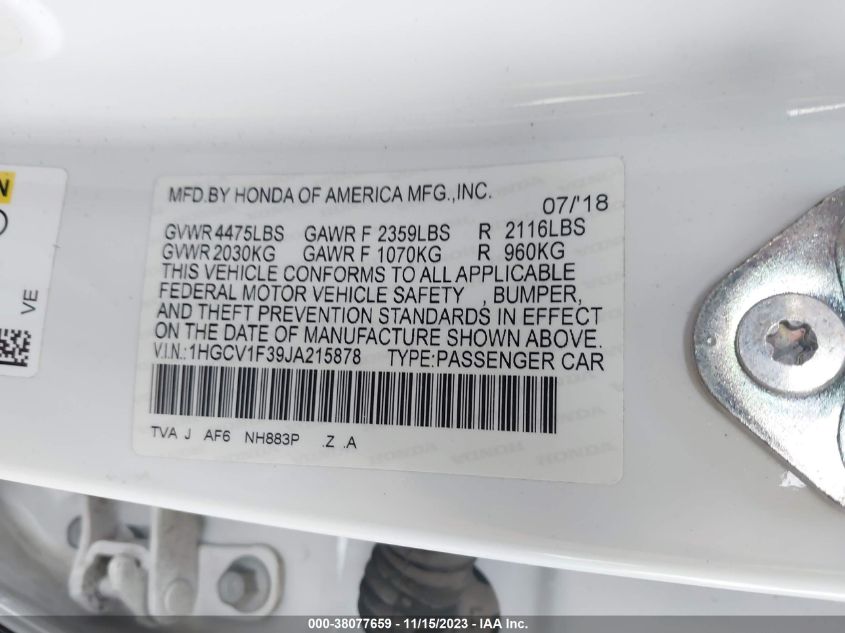 MFD.BY HONDA OF AMERICA MFG.,INC.
07/'18
GVWR 4475LBS GAWR F 2359LBS R 2116LBS
GVWR 2030KG GAWR F 1070KG R 960KG
THIS VEHICLE CONFORMS TO ALL APPLICABLE
FEDERAL MOTOR VEHICLE SAFETY , BUMPER,
AND THEFT PREVENTION STANDARDS IN EFFECT
ON THE DATE OF MANUFACTURE SHOWN ABOVE.
V.I.N.:1HGCV1F39JA215878 TYPE:PASSENGER CAR
TVA J AF6 NH883P .Z .A
N
VE
000-38077659 - 11/15/2023 - IAA Inc.